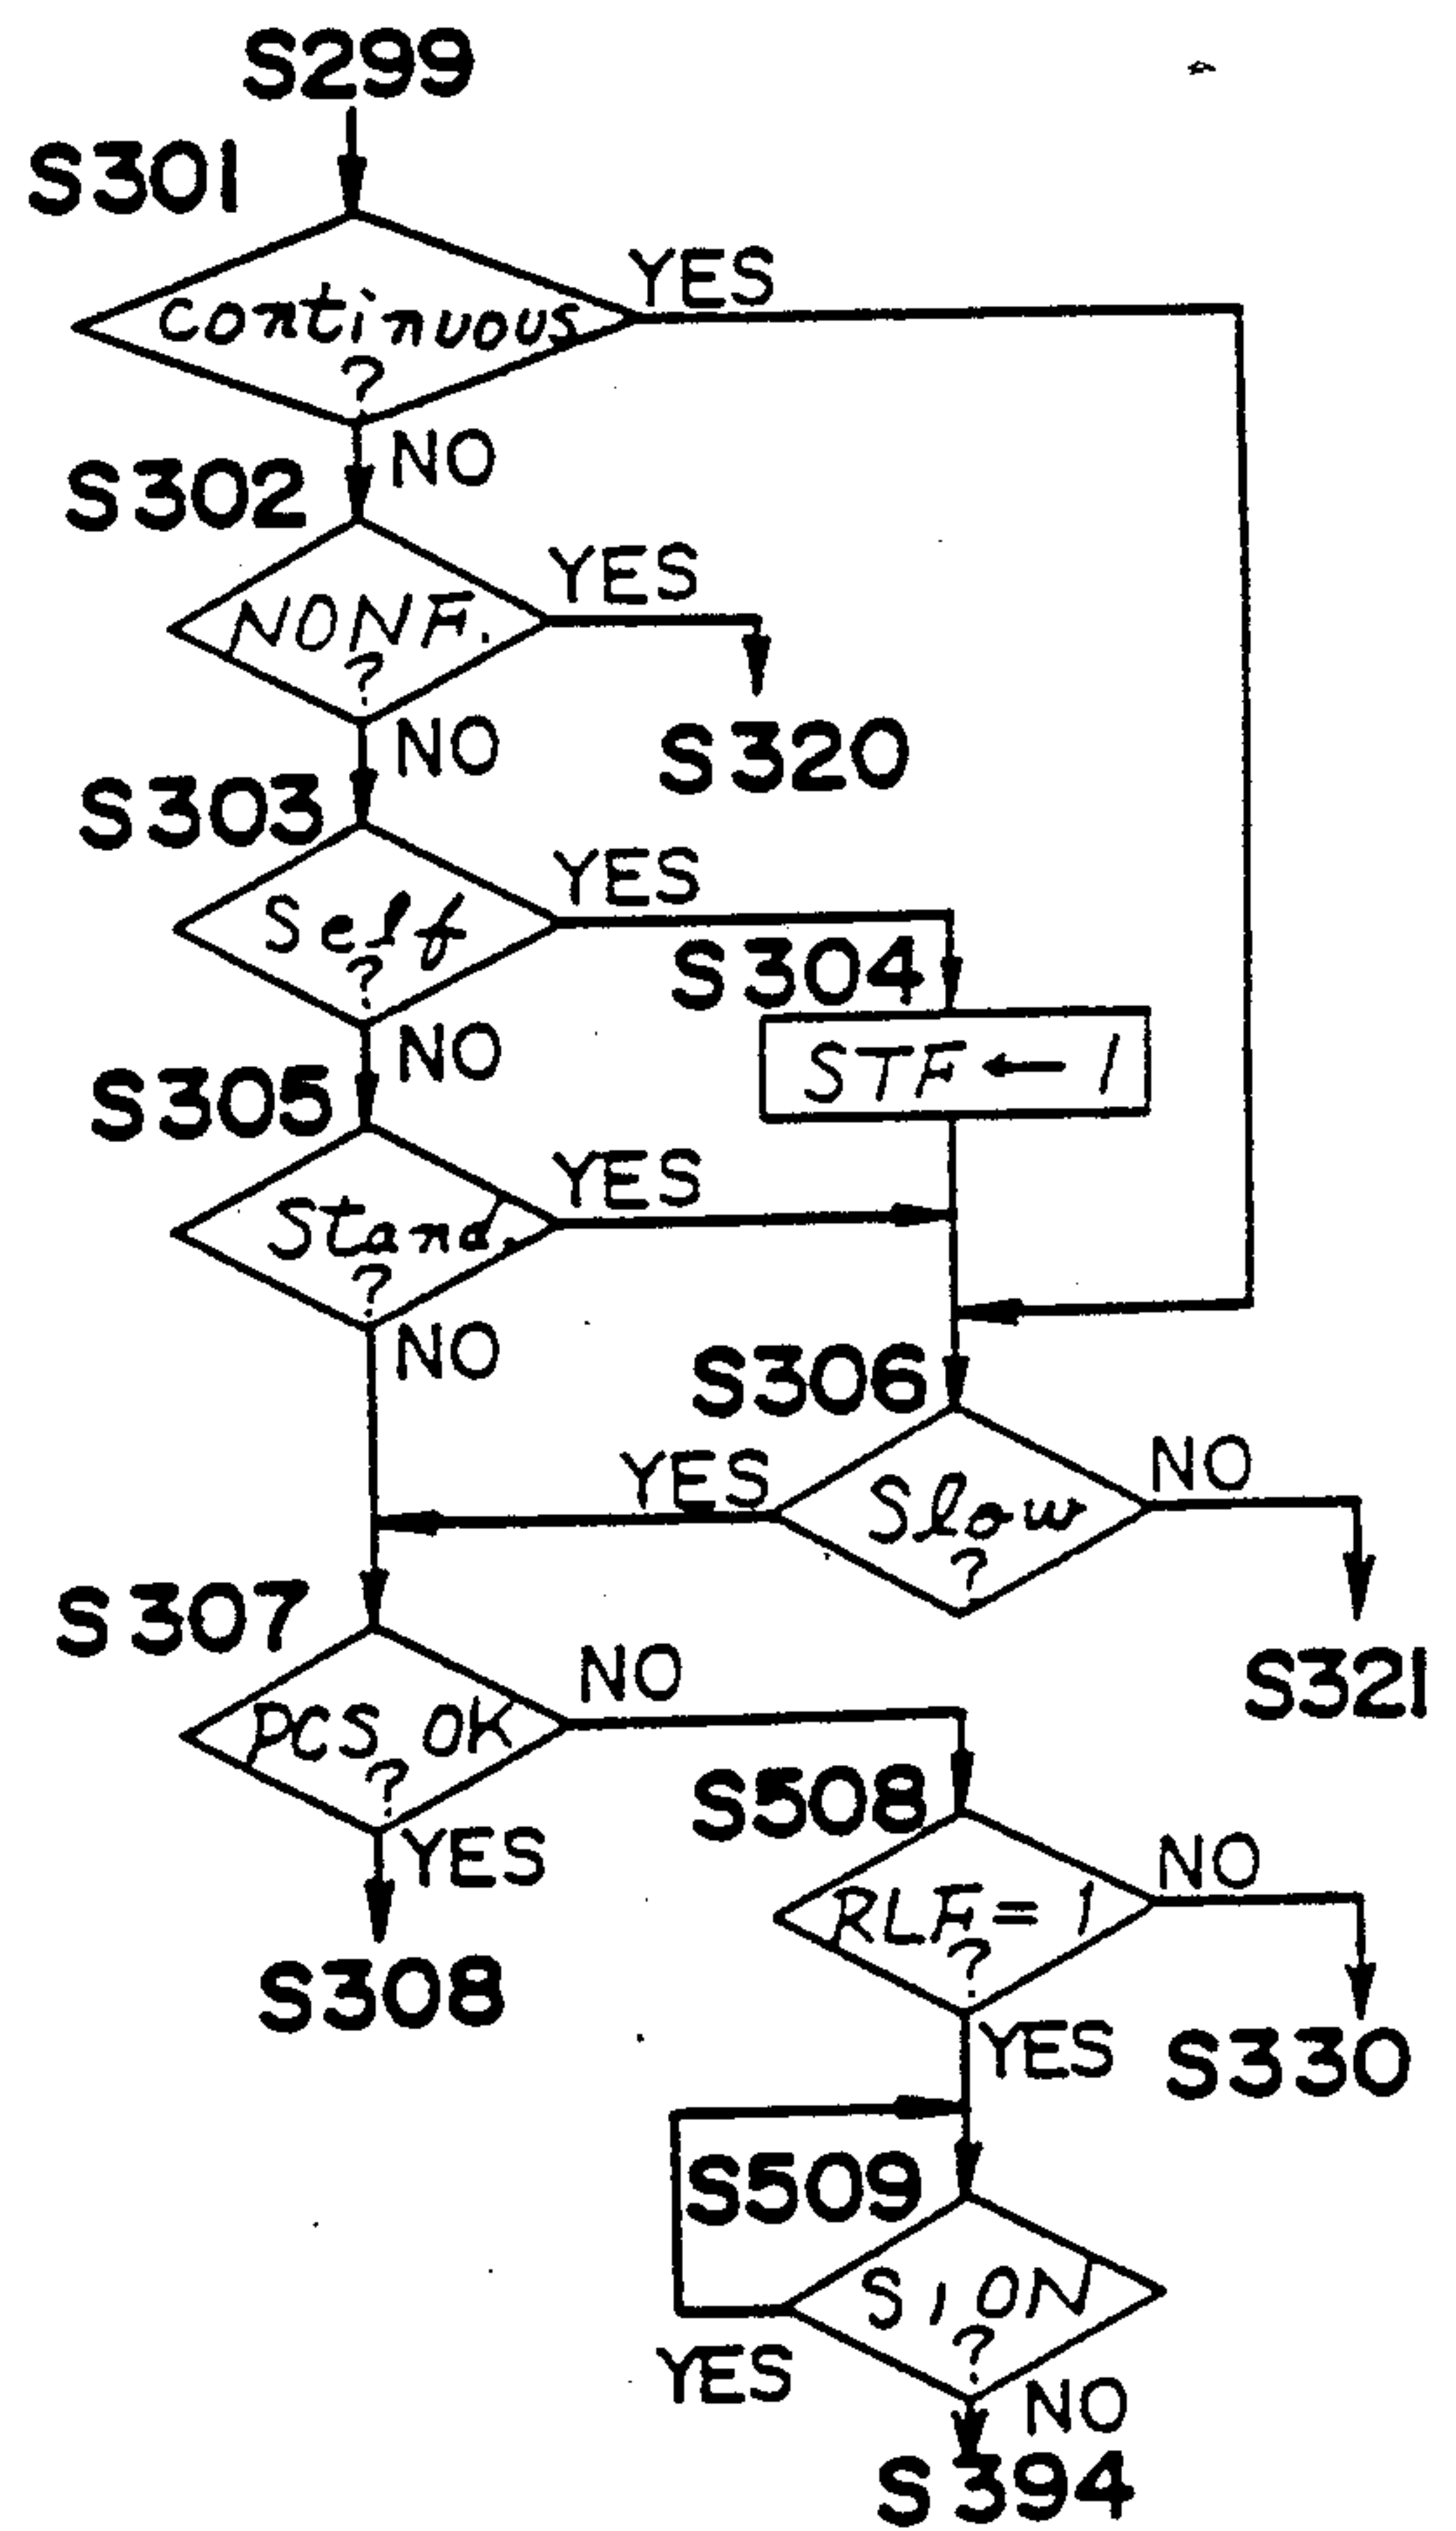 S299
S301
continuous
?
YES
NO
S302
NONF.
?
YES
NO
S320
S303
Self
?
YES
NO
S304
STF ← 1
S305
Stand.
?
YES
NO
S306
Slow
?
YES
NO
S321
S307
PCS OK
?
NO
YES
S308
S508
RLF = 1
?
NO
YES
S330
S509
S1 ON
?
YES
NO
S394